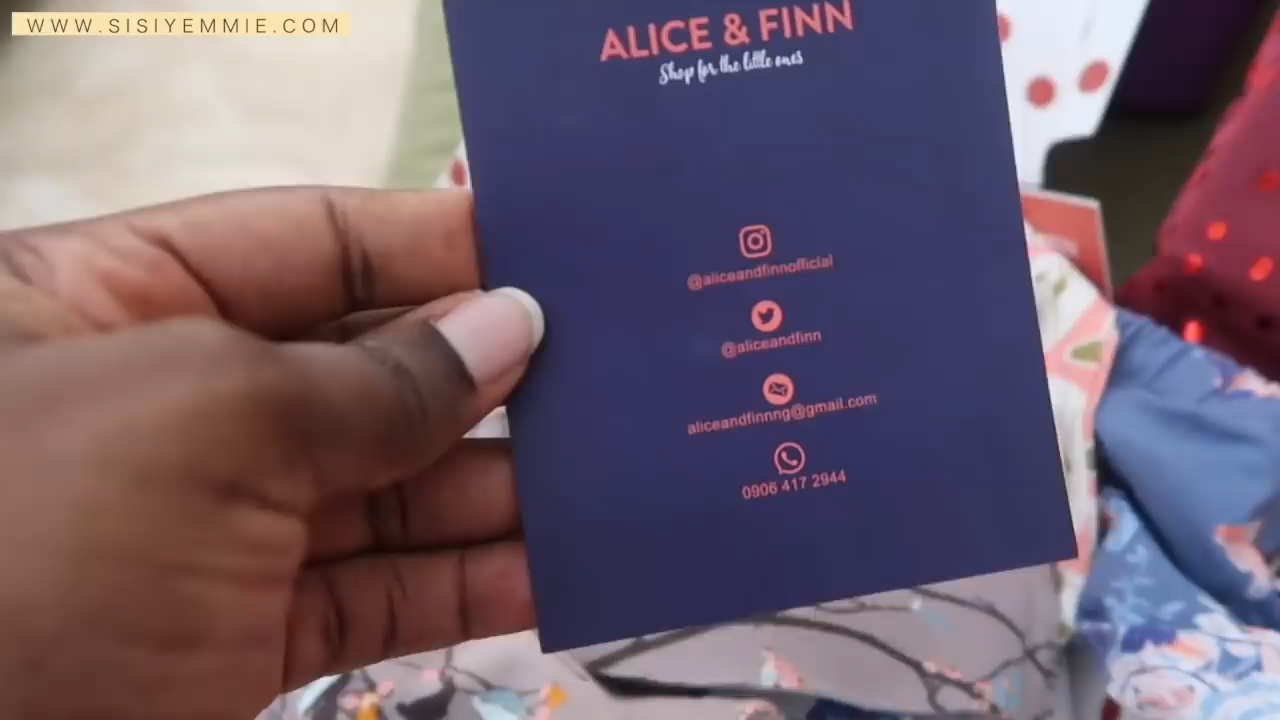 WWW.SISIYEMMIE.COM
ALICE & FINN
Shop for the little ones
@aliceandfinnofficial
@aliceandfinn
aliceandfinnng@gmail.com
0906 417 2944